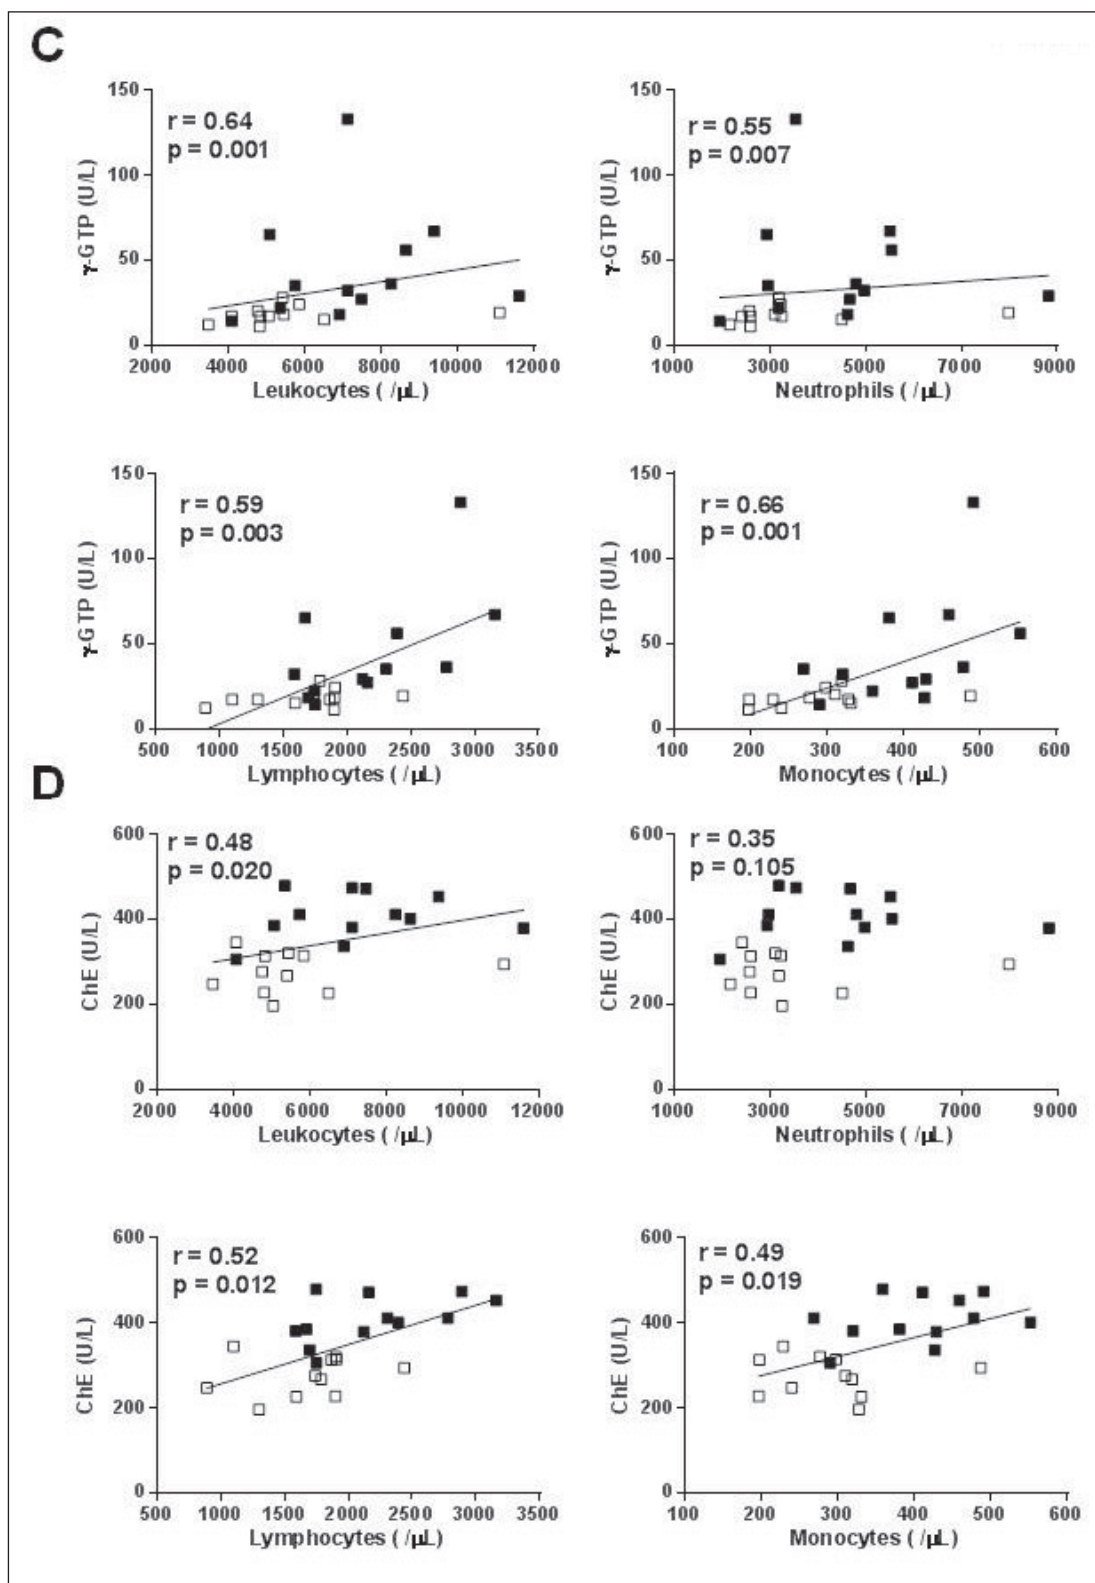 C
r = 0.64
p = 0.001
150
100
50
0
γ-GTP (U/L)
2000 4000 6000 8000 10000 12000
Leukocytes ( /μL)
r = 0.55
p = 0.007
150
100
50
0
γ-GTP (U/L)
1000 3000 5000 7000 9000
Neutrophils ( /μL)
r = 0.59
p = 0.003
150
100
50
0
γ-GTP (U/L)
500 1000 1500 2000 2500 3000 3500
Lymphocytes ( /μL)
r = 0.66
p = 0.001
150
100
50
0
γ-GTP (U/L)
100 200 300 400 500 600
Monocytes ( /μL)
D
r = 0.48
p = 0.020
600
400
200
0
ChE (U/L)
2000 4000 6000 8000 10000 12000
Leukocytes ( /μL)
r = 0.35
p = 0.105
600
400
200
0
ChE (U/L)
1000 3000 5000 7000 9000
Neutrophils ( /μL)
r = 0.52
p = 0.012
600
400
200
0
ChE (U/L)
500 1000 1500 2000 2500 3000 3500
Lymphocytes ( /μL)
r = 0.49
p = 0.019
600
400
200
0
ChE (U/L)
100 200 300 400 500 600
Monocytes ( /μL)